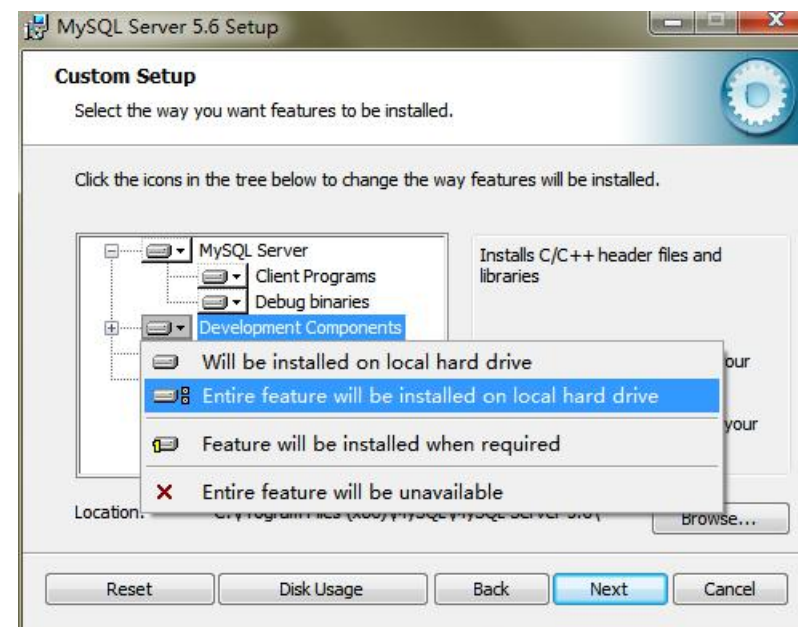 MySQL Server 5.6 Setup
Custom Setup
Select the way you want features to be installed.
Click the icons in the tree below to change the way features will be installed.
MySQL Server
Client Programs
Debug binaries
Development Components
Installs C/C++ header files and
libraries
Will be installed on local hard drive
our
Entire feature will be installed on local hard drive
your
Feature will be installed when required
Entire feature will be unavailable
Location:
Browse...
Reset
Disk Usage
Back
Next
Cancel